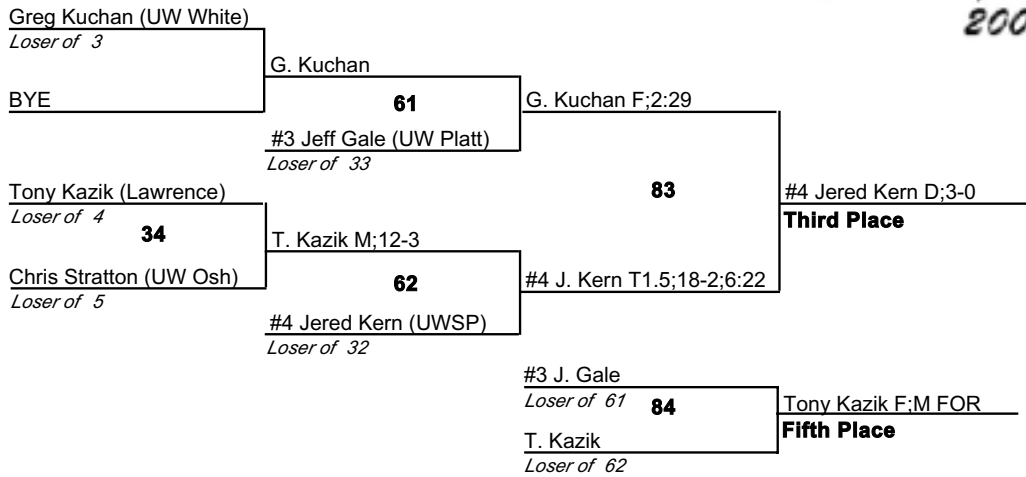 Greg Kuchan (UW White)
200
Loser of 3
G. Kuchan
BYE
61
G. Kuchan F;2:29
#3 Jeff Gale (UW Platt)
Loser of 33
Tony Kazik (Lawrence)
83
#4 Jered Kern D;3-0
Loser of 4
Third Place
34
T. Kazik M;12-3
Chris Stratton (UW Osh)
62
#4 J. Kern T1.5;18-2;6:22
Loser of 5
#4 Jered Kern (UWSP)
Loser of 32
#3 J. Gale
Loser of 61
84
Tony Kazik F;M FOR
Fifth Place
T. Kazik
Loser of 62